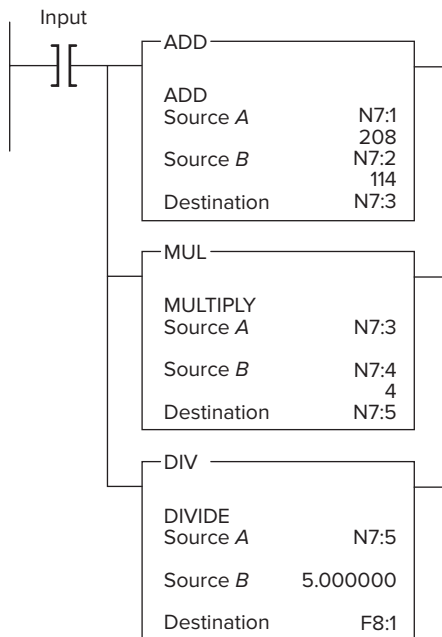 Input
ADD
ADD
Source A N7:1
208
Source B N7:2
114
Destination N7:3
MUL
MULTIPLY
Source A N7:3
Source B N7:4
4
Destination N7:5
DIV
DIVIDE
Source A N7:5
Source B 5.000000
Destination F8:1